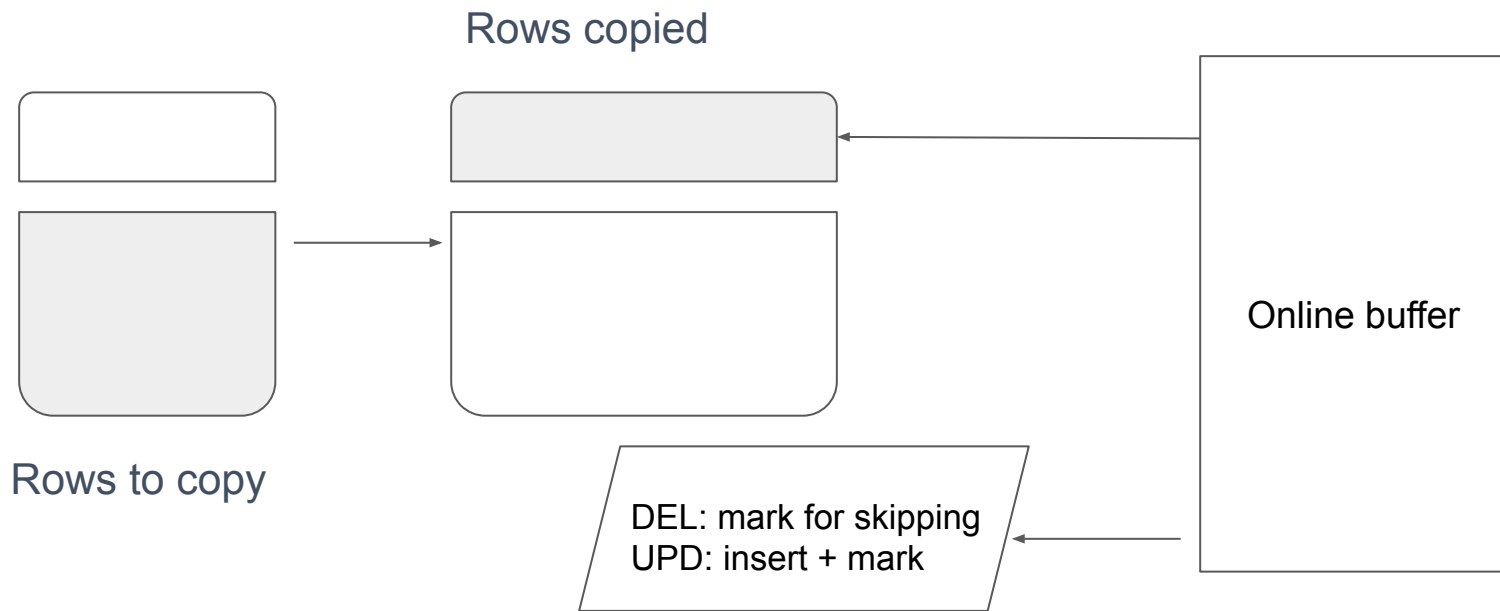 Rows copied
Online buffer
Rows to copy
DEL: mark for skipping
UPD: insert + mark